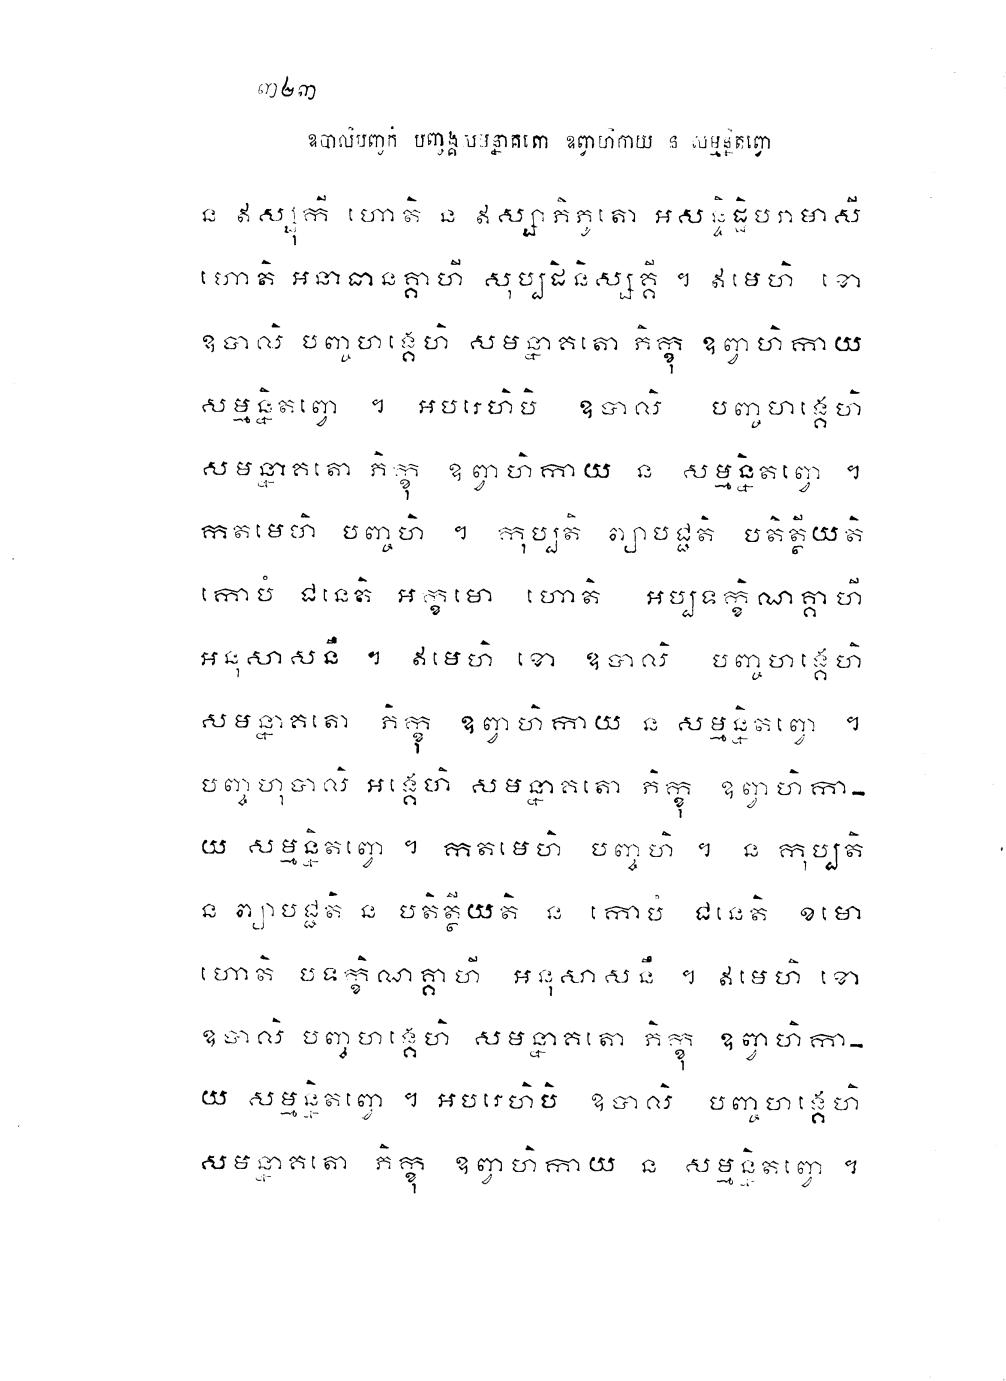 ៣២៣
ឧបាលិបញ្ចកំ បញ្ចង្គសមន្នាគតោ ឧព្វាហិកាយ ន សម្មន្និតព្វោ
ន ឥស្សុកី ហោតិ ន ឥស្សាភិភូតោ អសន្ទិដ្ឋិបរាមាសី
ហោតិ អនាធានគ្គាហី សុប្បដិនិស្សគ្គី ។ ឥមេហិ ខោ
ឧបាលិ បញ្ចហង្គេហិ សមន្នាគតោ ភិក្ខុ ឧព្វាហិកាយ
សម្មន្និតព្វោ ។ អបរេហិបិ ឧបាលិ បញ្ចហង្គេហិ
សមន្នាគតោ ភិក្ខុ ឧព្វាហិកាយ ន សម្មន្និតព្វោ ។
កតមេហិ បញ្ចហិ ។ កុប្បតិ ព្យាបជ្ជតិ បតិត្ថីយតិ
កោបំ ជនេតិ អក្ខមោ ហោតិ អប្បទក្ខិណគ្គាហី
អនុសាសនឹ ។ ឥមេហិ ខោ ឧបាលិ បញ្ចហង្គេហិ
សមន្នាគតោ ភិក្ខុ ឧព្វាហិកាយ ន សម្មន្និតព្វោ ។
បញ្ចហុបាលិ អង្គេហិ សមន្នាគតោ ភិក្ខុ ឧព្វាហិកា-
យ សម្មន្និតព្វោ ។ កតមេហិ បញ្ចហិ ។ ន កុប្បតិ
ន ព្យាបជ្ជតិ ន បតិត្ថីយតិ ន កោបំ ជនេតិ ខមោ
ហោតិ បទក្ខិណគ្គាហី អនុសាសនឹ ។ ឥមេហិ ខោ
ឧបាលិ បញ្ចហង្គេហិ សមន្នាគតោ ភិក្ខុ ឧព្វាហិកា-
យ សម្មន្និតព្វោ ។ អបរេហិបិ ឧបាលិ បញ្ចហង្គេហិ
សមន្នាគតោ ភិក្ខុ ឧព្វាហិកាយ ន សម្មន្និតព្វោ ។